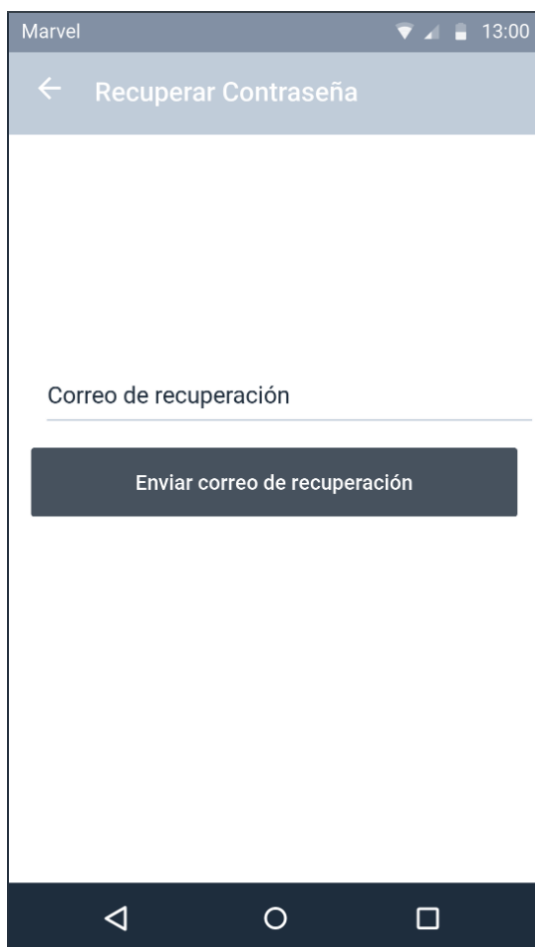 Marvel 13:00
Recuperar Contraseña
Correo de recuperación
Enviar correo de recuperación